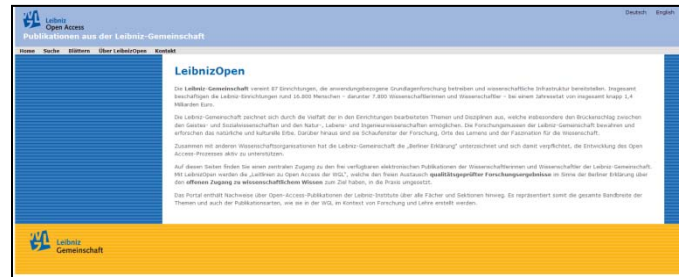 Deutsch English
Leibniz
Open Access
Publikationen aus der Leibniz-Gemeinschaft
Home Suche Blättern Über LeibnizOpen Kontakt
LeibnizOpen
Die Leibniz-Gemeinschaft vereint 87 Einrichtungen, die anwendungsbezogene Grundlagenforschung betreiben und wissenschaftliche Infrastruktur bereitstellen. Insgesamt
beschäftigen die Leibniz-Einrichtungen rund 16.800 Menschen – darunter 7.800 Wissenschaftlerinnen und Wissenschaftler – bei einem Jahresetat von insgesamt knapp 1,4
Milliarden Euro.
Die Leibniz-Gemeinschaft zeichnet sich durch die Vielfalt der in den Einrichtungen bearbeiteten Themen und Disziplinen aus, welche insbesondere den Brückenschlag zwischen
den Geistes- und Sozialwissenschaften und den Natur-, Lebens- und Ingenieurwissenschaften ermöglichen. Die Forschungsmuseen der Leibniz-Gemeinschaft bewahren und
erforschen das natürliche und kulturelle Erbe. Darüber hinaus sind sie Schaufenster der Forschung, Orte des Lernens und der Faszination für die Wissenschaft.
Zusammen mit anderen Wissenschaftsorganisationen hat die Leibniz-Gemeinschaft die „Berliner Erklärung" unterzeichnet und sich damit verpflichtet, die Entwicklung des Open
Access-Prozesses aktiv zu unterstützen.
Auf diesen Seiten finden Sie einen zentralen Zugang zu den frei verfügbaren elektronischen Publikationen der Wissenschaftlerinnen und Wissenschaftler der Leibniz Gemeinschaft.
Mit LeibnizOpen werden die „Leitlinien zu Open Access der WGL", welche den freien Austausch qualitätsgeprüfter Forschungsergebnisse im Sinne der Berliner Erklärung über
den offenen Zugang zu wissenschaftlichem Wissen zum Ziel haben, in die Praxis umgesetzt.
Das Portal enthält Nachweise über Open-Access-Publikationen der Leibniz-Institute über alle Fächer und Sektionen hinweg. Es repräsentiert somit die gesamte Bandbreite der
Themen und auch der Publikationsarten, wie sie in der WGL im Kontext von Forschung und Lehre erstellt werden.
Leibniz
Gemeinschaft